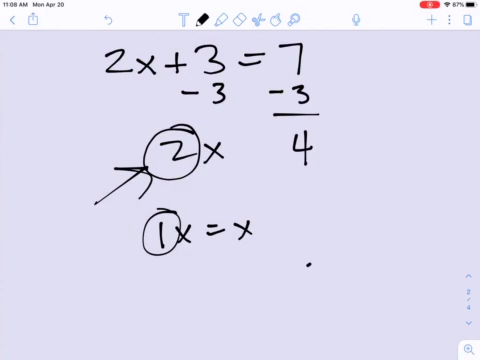 11:08 AM Mon Apr 20
87%
2x + 3 = 7
- 3 - 3
2x 4
1x = x
2
/
4